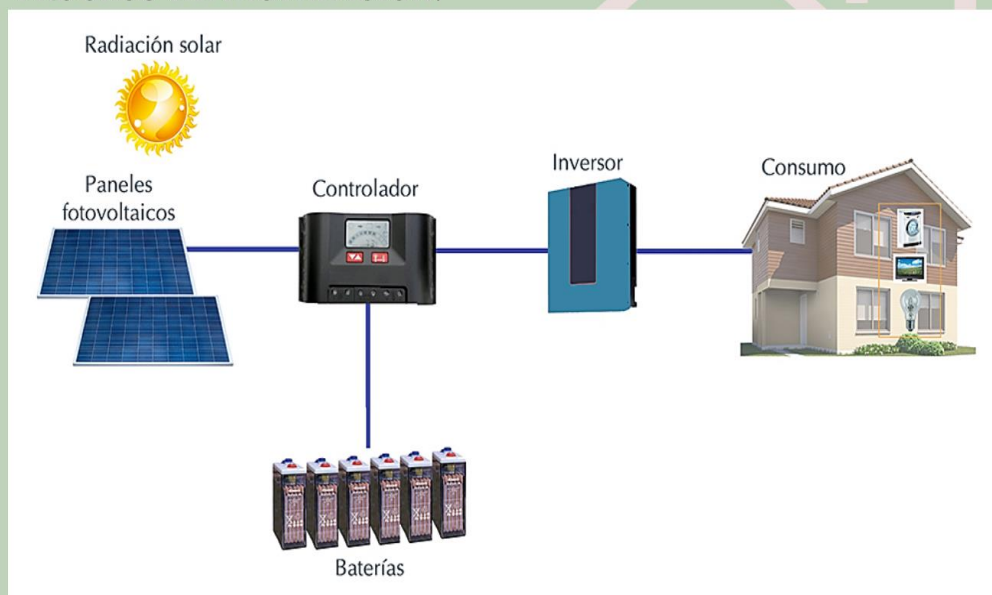 Radiación solar
Paneles
fotovoltaicos
Controlador
Inversor
Consumo
Baterías